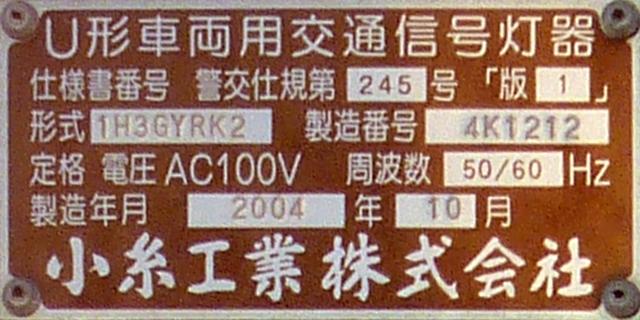 U形車両用交通信号灯器
仕様書番号 警交仕規第 245 号 「版 1 」
形式 1H3GYRK2 製造番号 4K1212
定格 電圧 AC100V 周波数 50/60 Hz
製造年月 2004 年 10 月
小糸工業株式会社